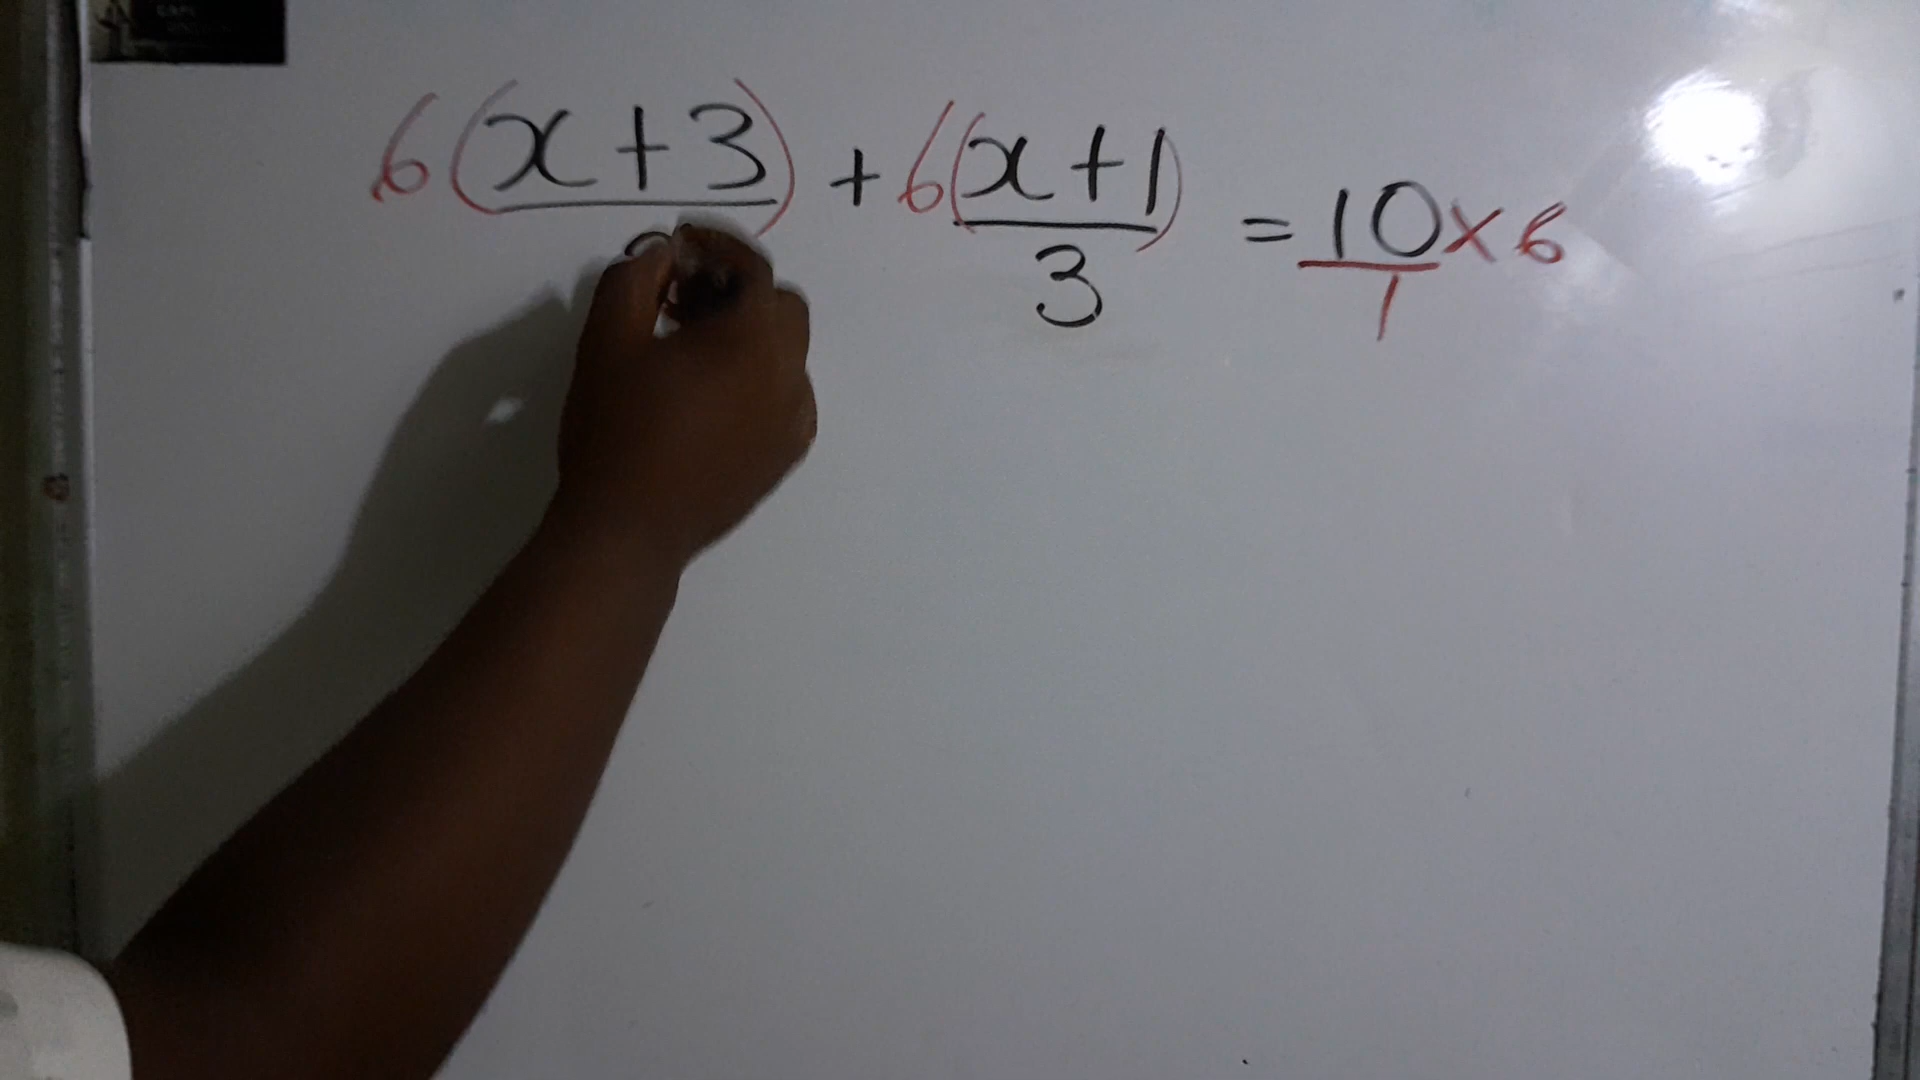 6(x+3) + 6(x+1) = 10×6
3 1